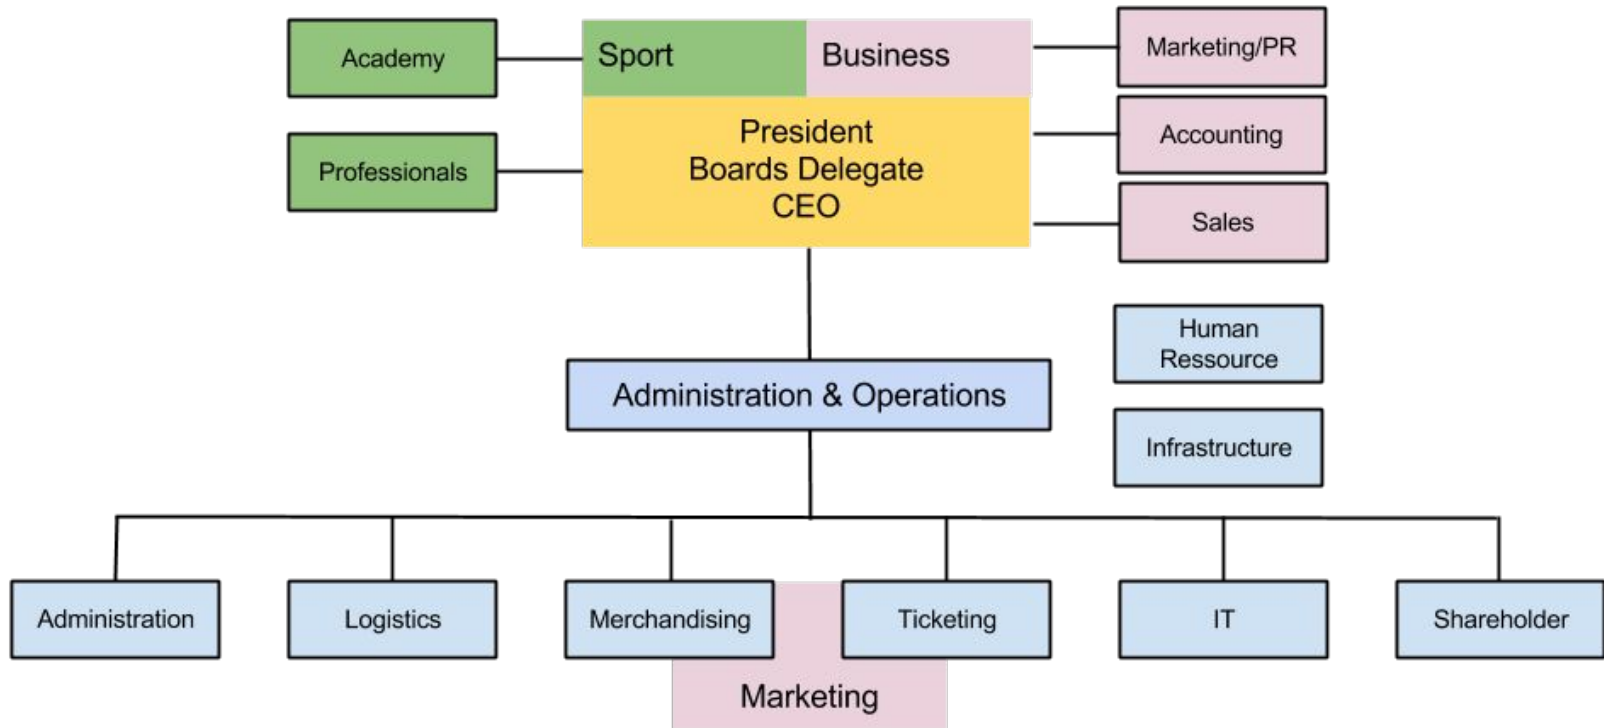 Academy
Sport
Business
Marketing/PR
President
Boards Delegate
CEO
Accounting
Professionals
Sales
Human
Ressource
Administration & Operations
Infrastructure
Administration
Logistics
Merchandising
Ticketing
IT
Shareholder
Marketing